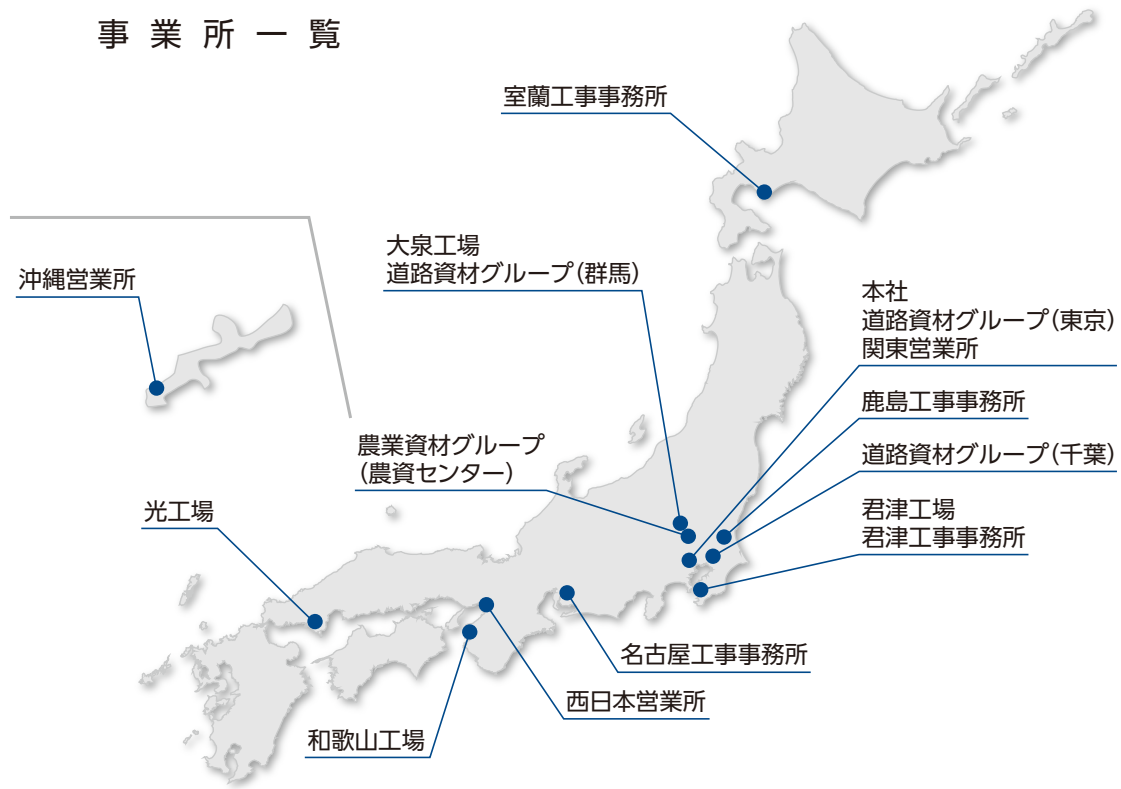 事業所一覧
室蘭工事事務所
大泉工場
道路資材グループ(群馬)
沖縄営業所
本社
道路資材グループ(東京)
関東営業所
鹿島工事事務所
農業資材グループ
(農資センター)
道路資材グループ(千葉)
光工場
君津工場
君津工事事務所
名古屋工事事務所
西日本営業所
和歌山工場